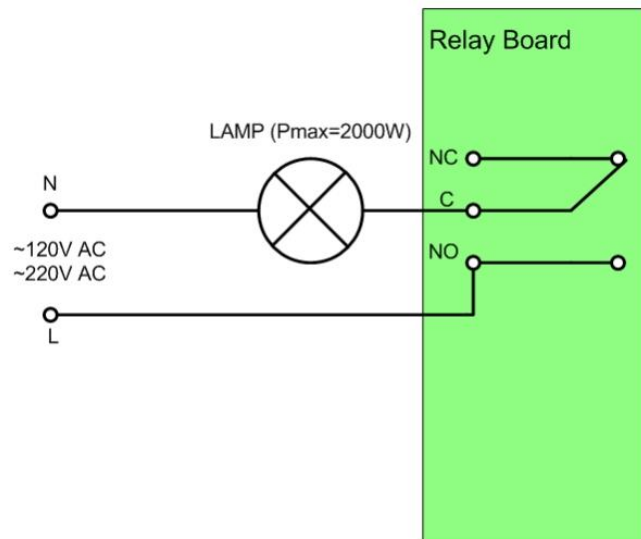 Relay Board
LAMP (Pmax=2000W)
NC
N
C
~120V AC
NO
~220V AC
L